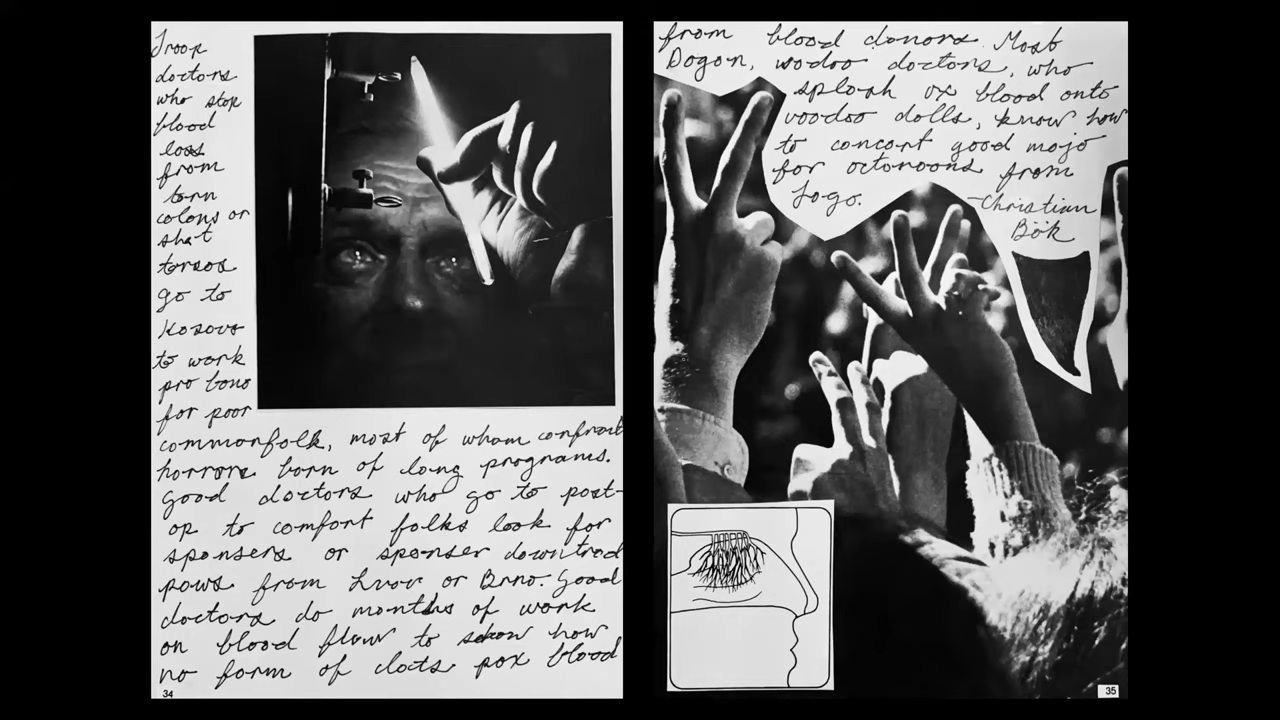 Troop
doctors
who stop
blood
loss
from
torn
colons or
shot
torsos
go to
Kosovo
to work
pro bono
for poor
commonfolk, most of whom confront
horrors born of long programs.
Good doctors who go to post-
op to comfort folks look for
sponsers or sponser downtrod
pows from Lvov or Brno. Good
doctors do months of work
on blood flow to show how
no form of clots pox blood
34
from blood donors. Most
Dogon, wodoo doctors, who
splosh ox blood onto
voodoo dolls, know how
to concort good mojo
for octoroons from
Togo.
-Christian
Bök
35